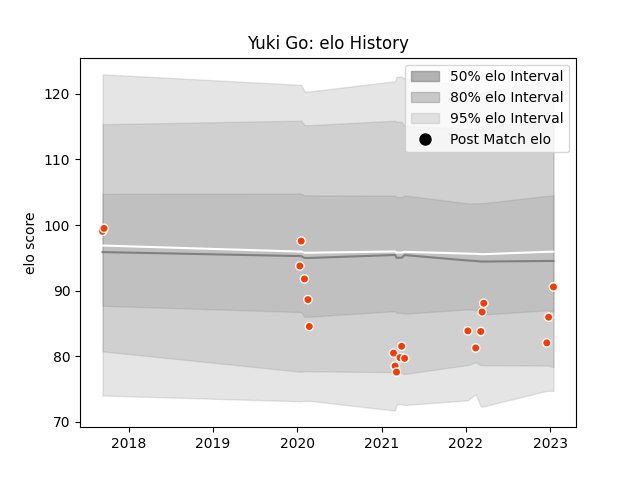 Yuki Go: elo History
50% elo Interval
80% elo Interval
95% elo Interval
Post Match elo
elo score
120
110
100
90
80
70
2018
2019
2020
2021
2022
2023